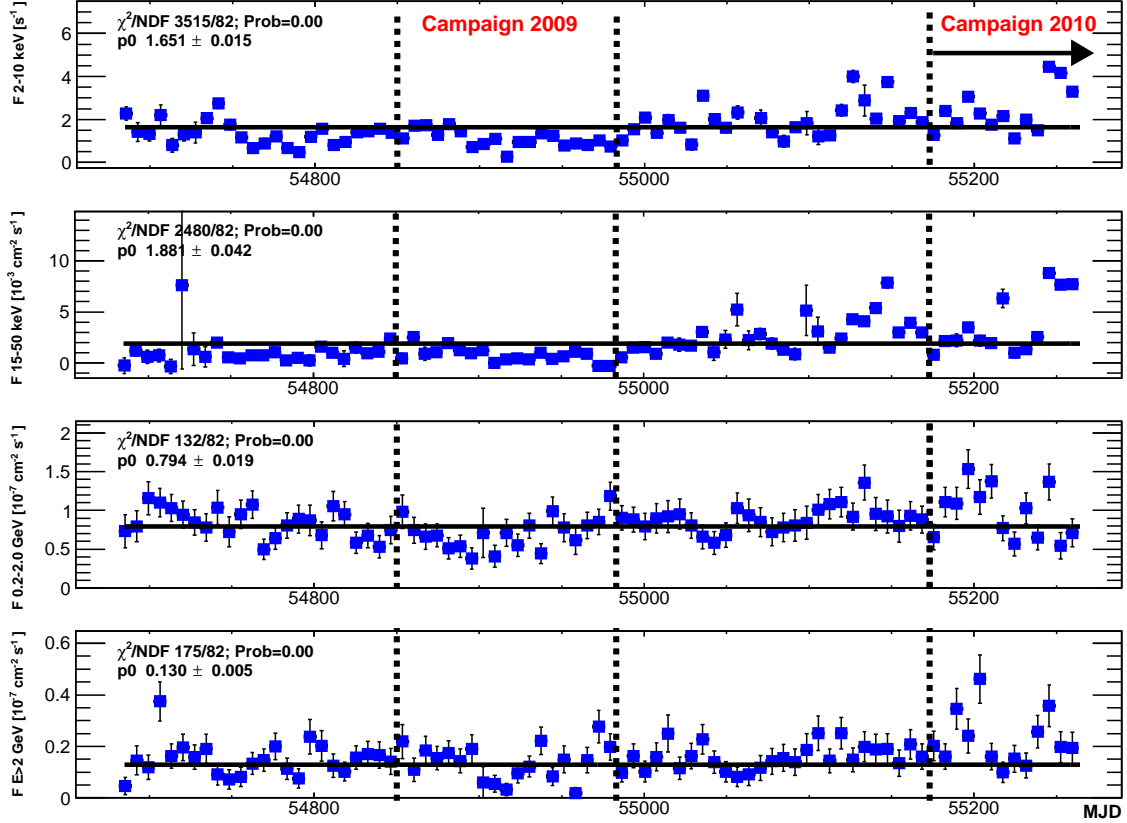 χ²/NDF 3515/82; Prob=0.00
p0 1.651 ± 0.015
Campaign 2009
Campaign 2010
F 2-10 keV [s⁻¹]
6
4
2
0
54800
55000
55200
χ²/NDF 2480/82; Prob=0.00
p0 1.881 ± 0.042
F 15-50 keV [10⁻³ cm⁻² s⁻¹]
10
5
0
54800
55000
55200
χ²/NDF 132/82; Prob=0.00
p0 0.794 ± 0.019
F 0.2-2.0 GeV [10⁻⁷ cm⁻² s⁻¹]
2
1.5
1
0.5
0
54800
55000
55200
χ²/NDF 175/82; Prob=0.00
p0 0.130 ± 0.005
F E>2 GeV [10⁻⁷ cm⁻² s⁻¹]
0.6
0.4
0.2
0
54800
55000
55200
MJD